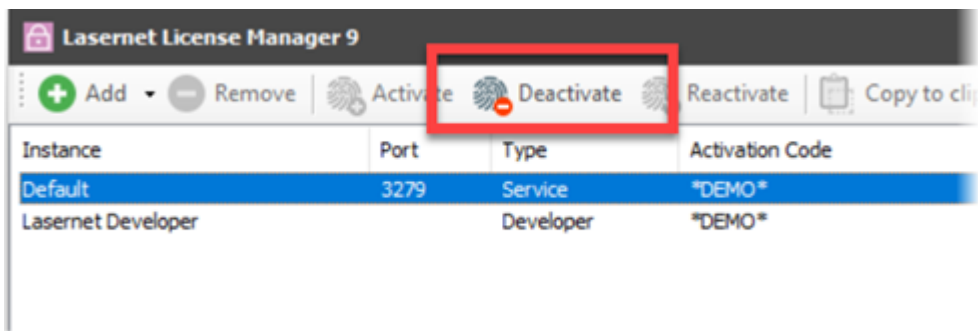 Lasernet License Manager 9
Add Remove Activate Deactivate Reactivate Copy to cli
Instance Port Type Activation Code
Default 3279 Service *DEMO*
Lasernet Developer Developer *DEMO*